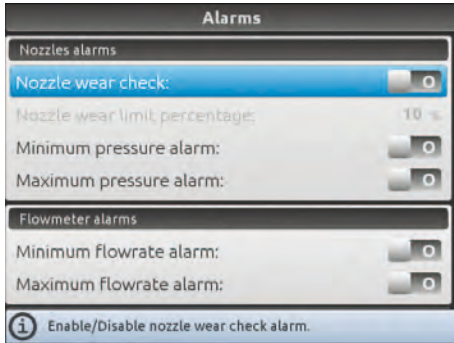 Alarms
Nozzles alarms
Nozzle wear check: O
Nozzle wear limit percentage: 10 %
Minimum pressure alarm: O
Maximum pressure alarm: O
Flowmeter alarms
Minimum flowrate alarm: O
Maximum flowrate alarm: O
i Enable/Disable nozzle wear check alarm.